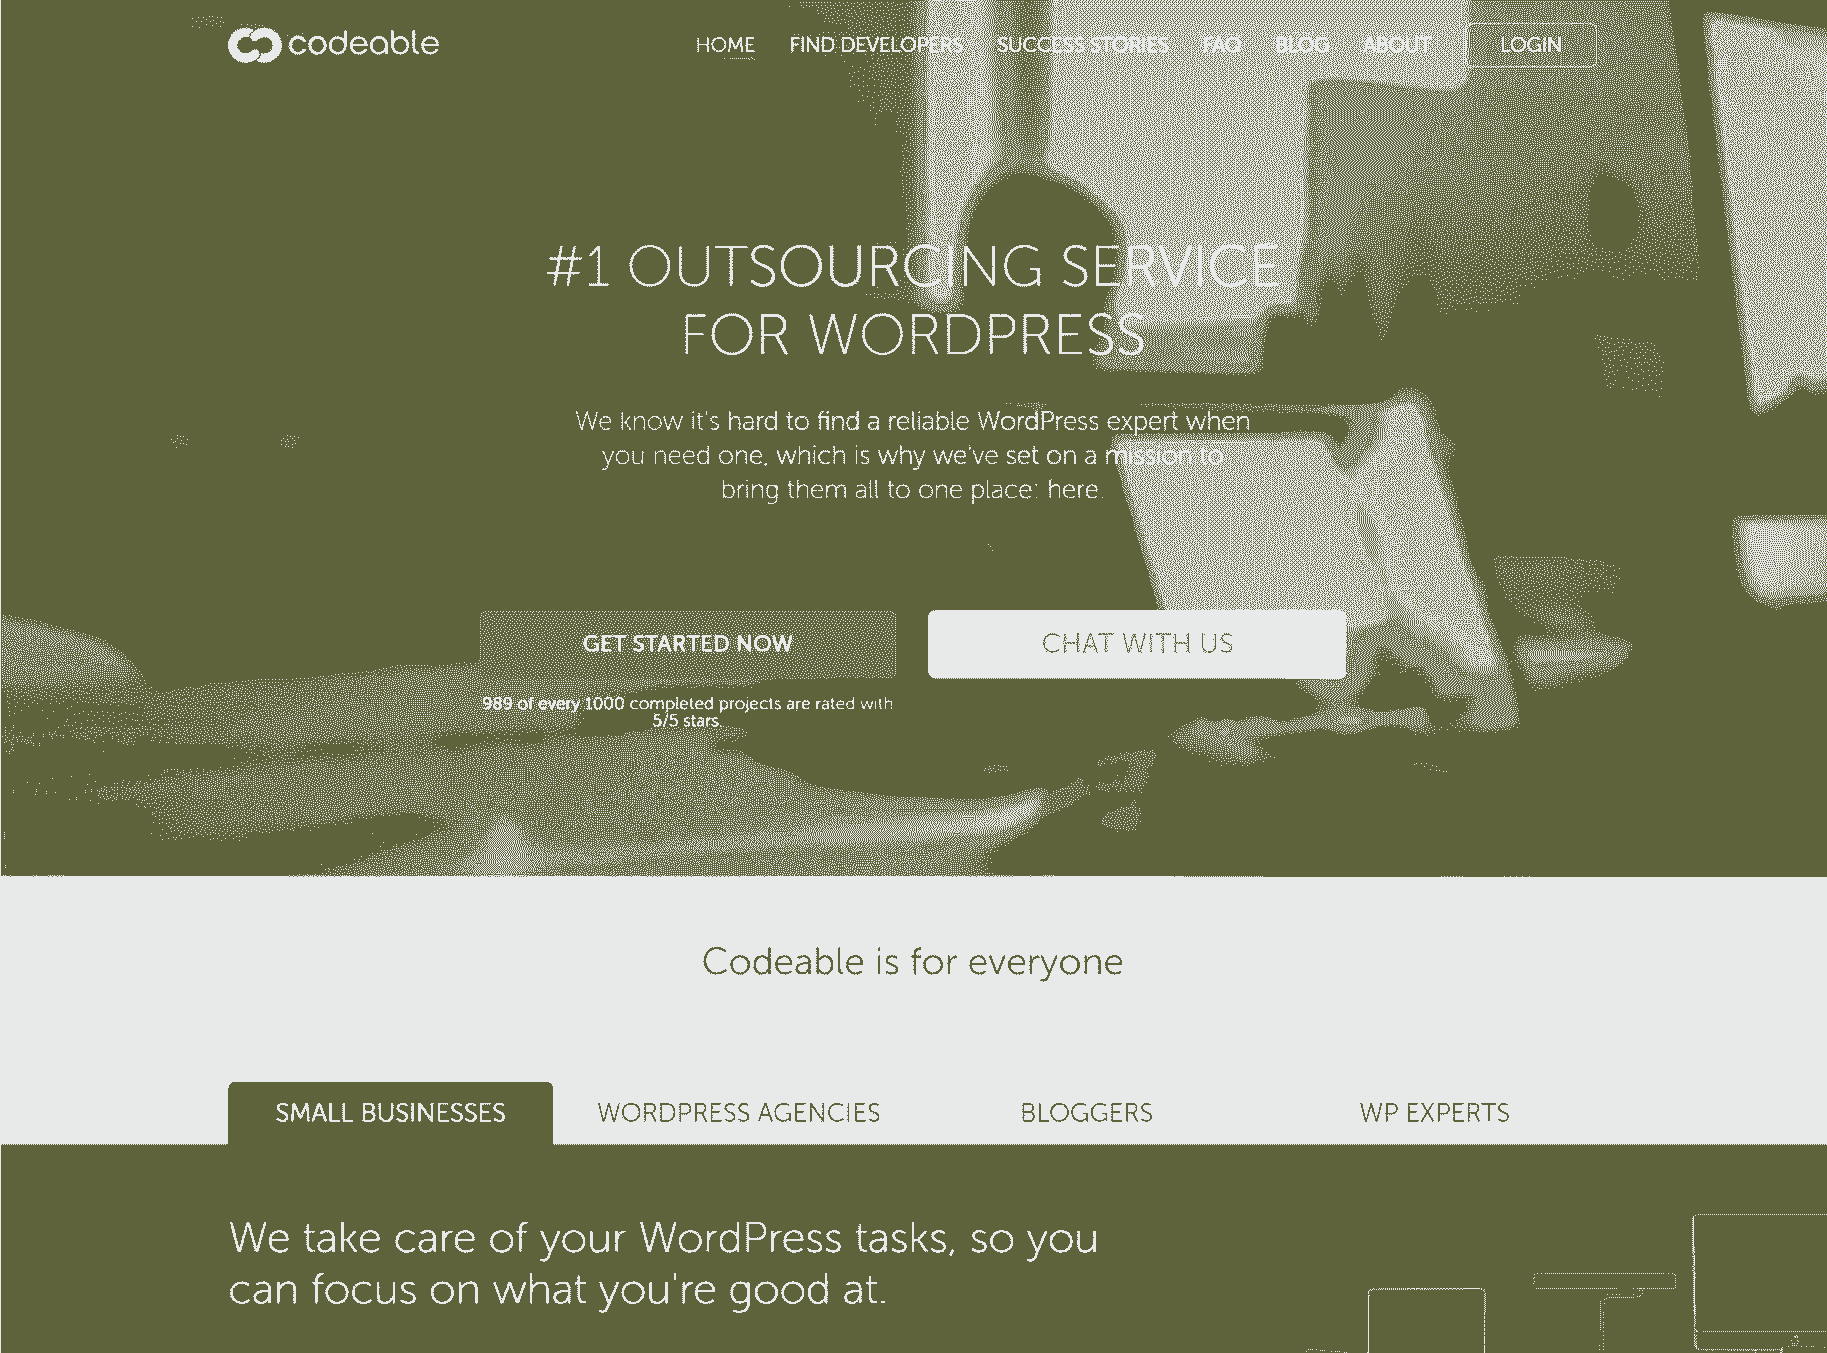 codeable
HOME FIND DEVELOPERS SUCCESS STORIES FAQ BLOG ABOUT LOGIN
#1 OUTSOURCING SERVICE
FOR WORDPRESS
We know it's hard to find a reliable WordPress expert when
you need one, which is why we've set on a mission to
bring them all to one place: here.
GET STARTED NOW
CHAT WITH US
989 of every 1000 completed projects are rated with
5/5 stars.
Codeable is for everyone
SMALL BUSINESSES WORDPRESS AGENCIES BLOGGERS WP EXPERTS
We take care of your WordPress tasks, so you
can focus on what you're good at.